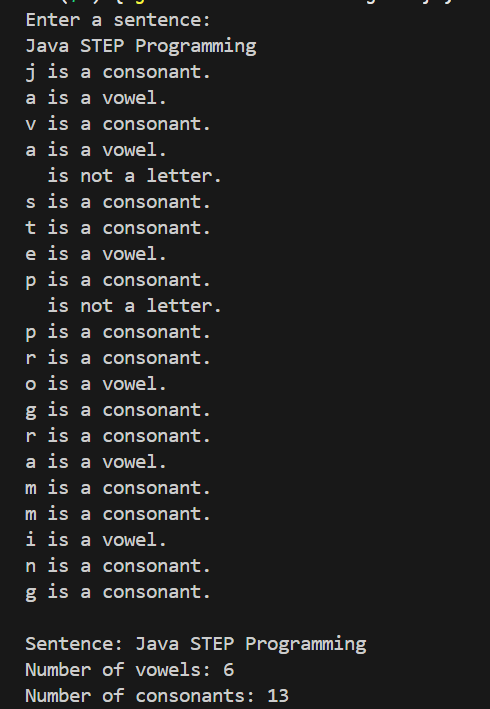 Enter a sentence:
Java STEP Programming
j is a consonant.
a is a vowel.
v is a consonant.
a is a vowel.
  is not a letter.
s is a consonant.
t is a consonant.
e is a vowel.
p is a consonant.
  is not a letter.
p is a consonant.
r is a consonant.
o is a vowel.
g is a consonant.
r is a consonant.
a is a vowel.
m is a consonant.
m is a consonant.
i is a vowel.
n is a consonant.
g is a consonant.

Sentence: Java STEP Programming
Number of vowels: 6
Number of consonants: 13